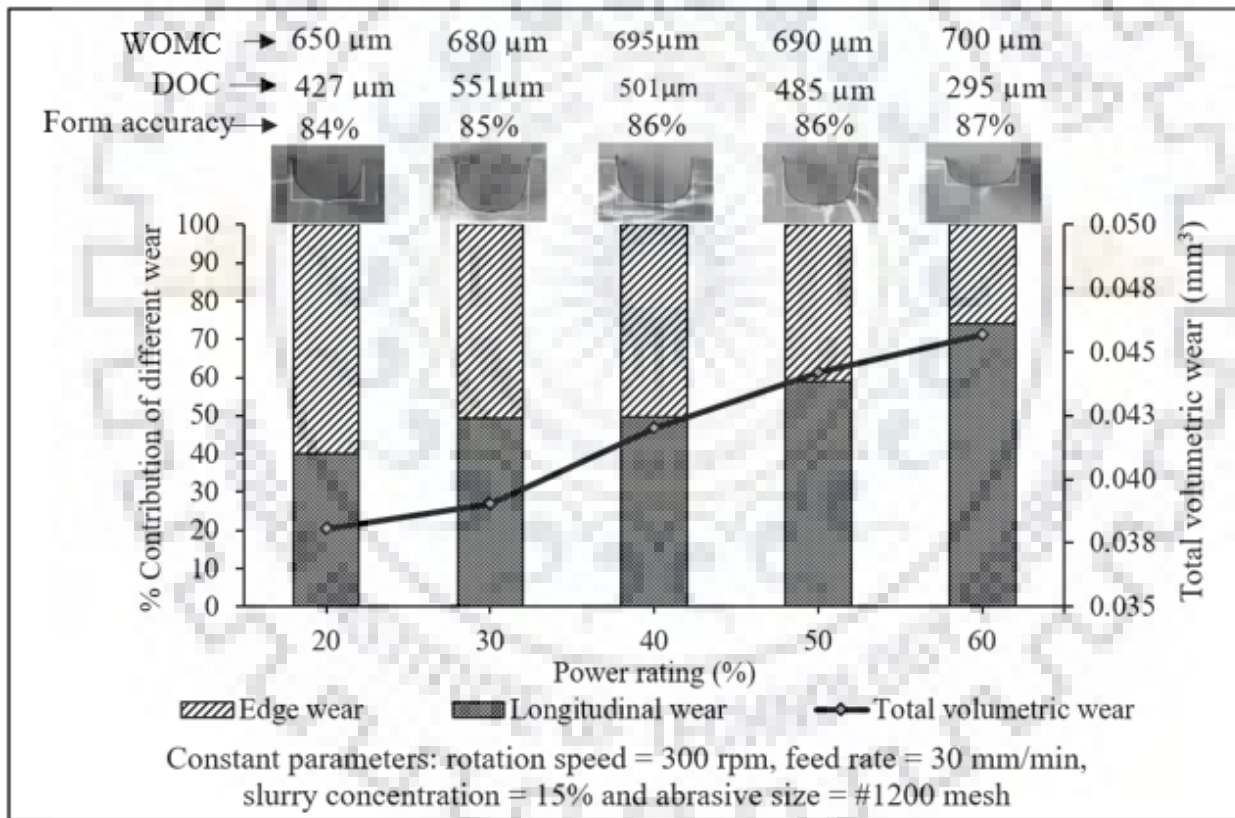 WOMC 650 µm 680 µm 695µm 690 µm 700 µm
DOC 427 µm 551µm 501µm 485 µm 295 µm
Form accuracy 84% 85% 86% 86% 87%
100 0.050
90
80 0.048
70 0.045
60
50 0.043
40
30 0.040
20 0.038
10
0 0.035
% Contribution of different wear
Total volumetric wear (mm³)
20 30 40 50 60
Power rating (%)
Edge wear Longitudinal wear Total volumetric wear
Constant parameters: rotation speed = 300 rpm, feed rate = 30 mm/min,
slurry concentration = 15% and abrasive size = #1200 mesh